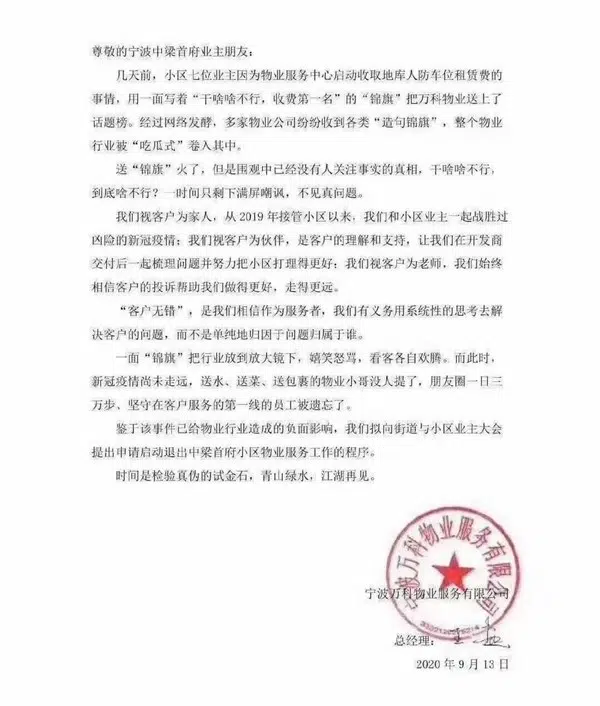 尊敬的宁波中梁首府业主朋友：
几天前，小区七位业主因为物业服务中心启动收取地库人防车位租赁费的
事情，用一面写着“干啥啥不行，收费第一名”的“锦旗”把万科物业送上了
话题榜。经过网络发酵，多家物业公司纷纷收到各类“造句锦旗”，整个物业
行业被“吃瓜式”卷入其中。
送“锦旗”火了，但是围观中已经没有人关注事实的真相，干啥啥不行，
到底啥不行？一时间只剩下满屏嘲讽，不见真问题。
我们视客户为家人，从 2019 年接管小区以来，我们和小区业主一起战胜过
凶险的新冠疫情；我们视客户为伙伴，是客户的理解和支持，让我们在开发商
交付后一起梳理问题并努力把小区打理得更好；我们视客户为老师，我们始终
相信客户的投诉帮助我们做得更好，走得更远。
“客户无错”，是我们相信作为服务者，我们有义务用系统性的思考去解
决客户的问题，而不是单纯地归因于问题归属于谁。
一面“锦旗”把行业放到放大镜下，嬉笑怒骂，看客各自欢腾。而此时，
新冠疫情尚未走远，送水、送菜、送包裹的物业小哥没人提了，朋友圈一日三
万步、坚守在客户服务的第一线的员工被遗忘了。
鉴于该事件已给物业行业造成的负面影响，我们拟向街道与小区业主大会
提出申请启动退出中梁首府小区物业服务工作的程序。
时间是检验真伪的试金石，青山绿水，江湖再见。
宁波万科物业服务有限公司
宁波万科物业服务有限公司
总经理：
2020 年 9 月 13 日